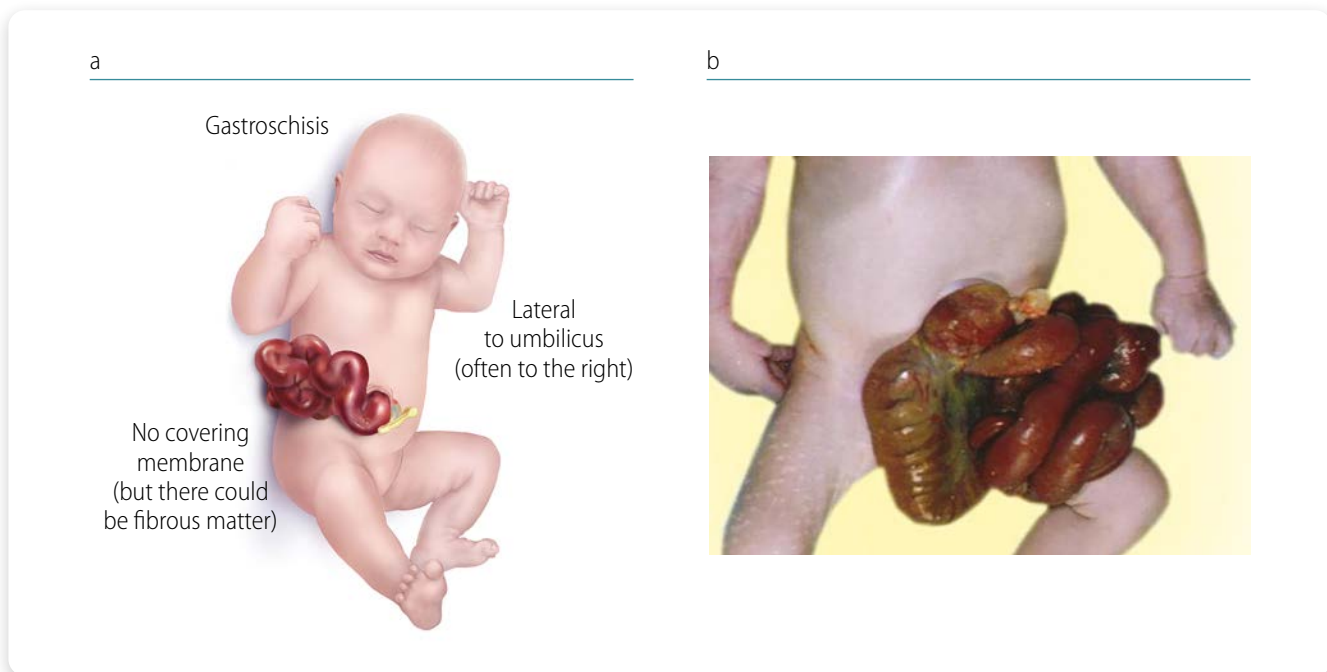 a
b
Gastroschisis
Lateral
to umbilicus
(often to the right)
No covering
membrane
(but there could
be fibrous matter)